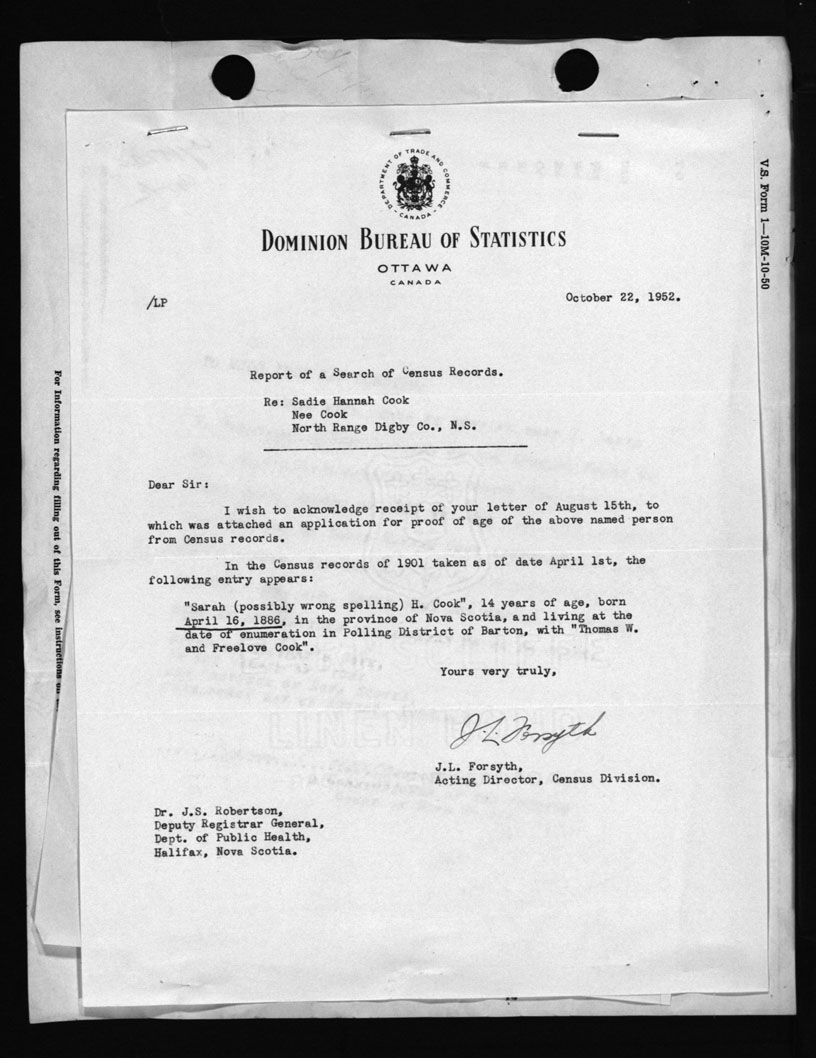 DEPARTMENT OF TRADE AND COMMERCE
- CANADA -
DOMINION BUREAU OF STATISTICS
OTTAWA
CANADA
/LP
October 22, 1952.
Report of a Search of Census Records.
Re: Sadie Hannah Cook
Nee Cook
North Range Digby Co., N.S.
Dear Sir:
I wish to acknowledge receipt of your letter of August 15th, to
which was attached an application for proof of age of the above named person
from Census records.
In the Census records of 1901 taken as of date April 1st, the
following entry appears:
"Sarah (possibly wrong spelling) H. Cook", 14 years of age, born
April 16, 1886, in the province of Nova Scotia, and living at the
date of enumeration in Polling District of Barton, with "Thomas W.
and Freelove Cook".
Yours very truly,
J.L. Forsyth
J.L. Forsyth,
Acting Director, Census Division.
Dr. J.S. Robertson,
Deputy Registrar General,
Dept. of Public Health,
Halifax, Nova Scotia.
V.S. Form 1—10M-10-50
For Information regarding filling out of this Form, see instructions on